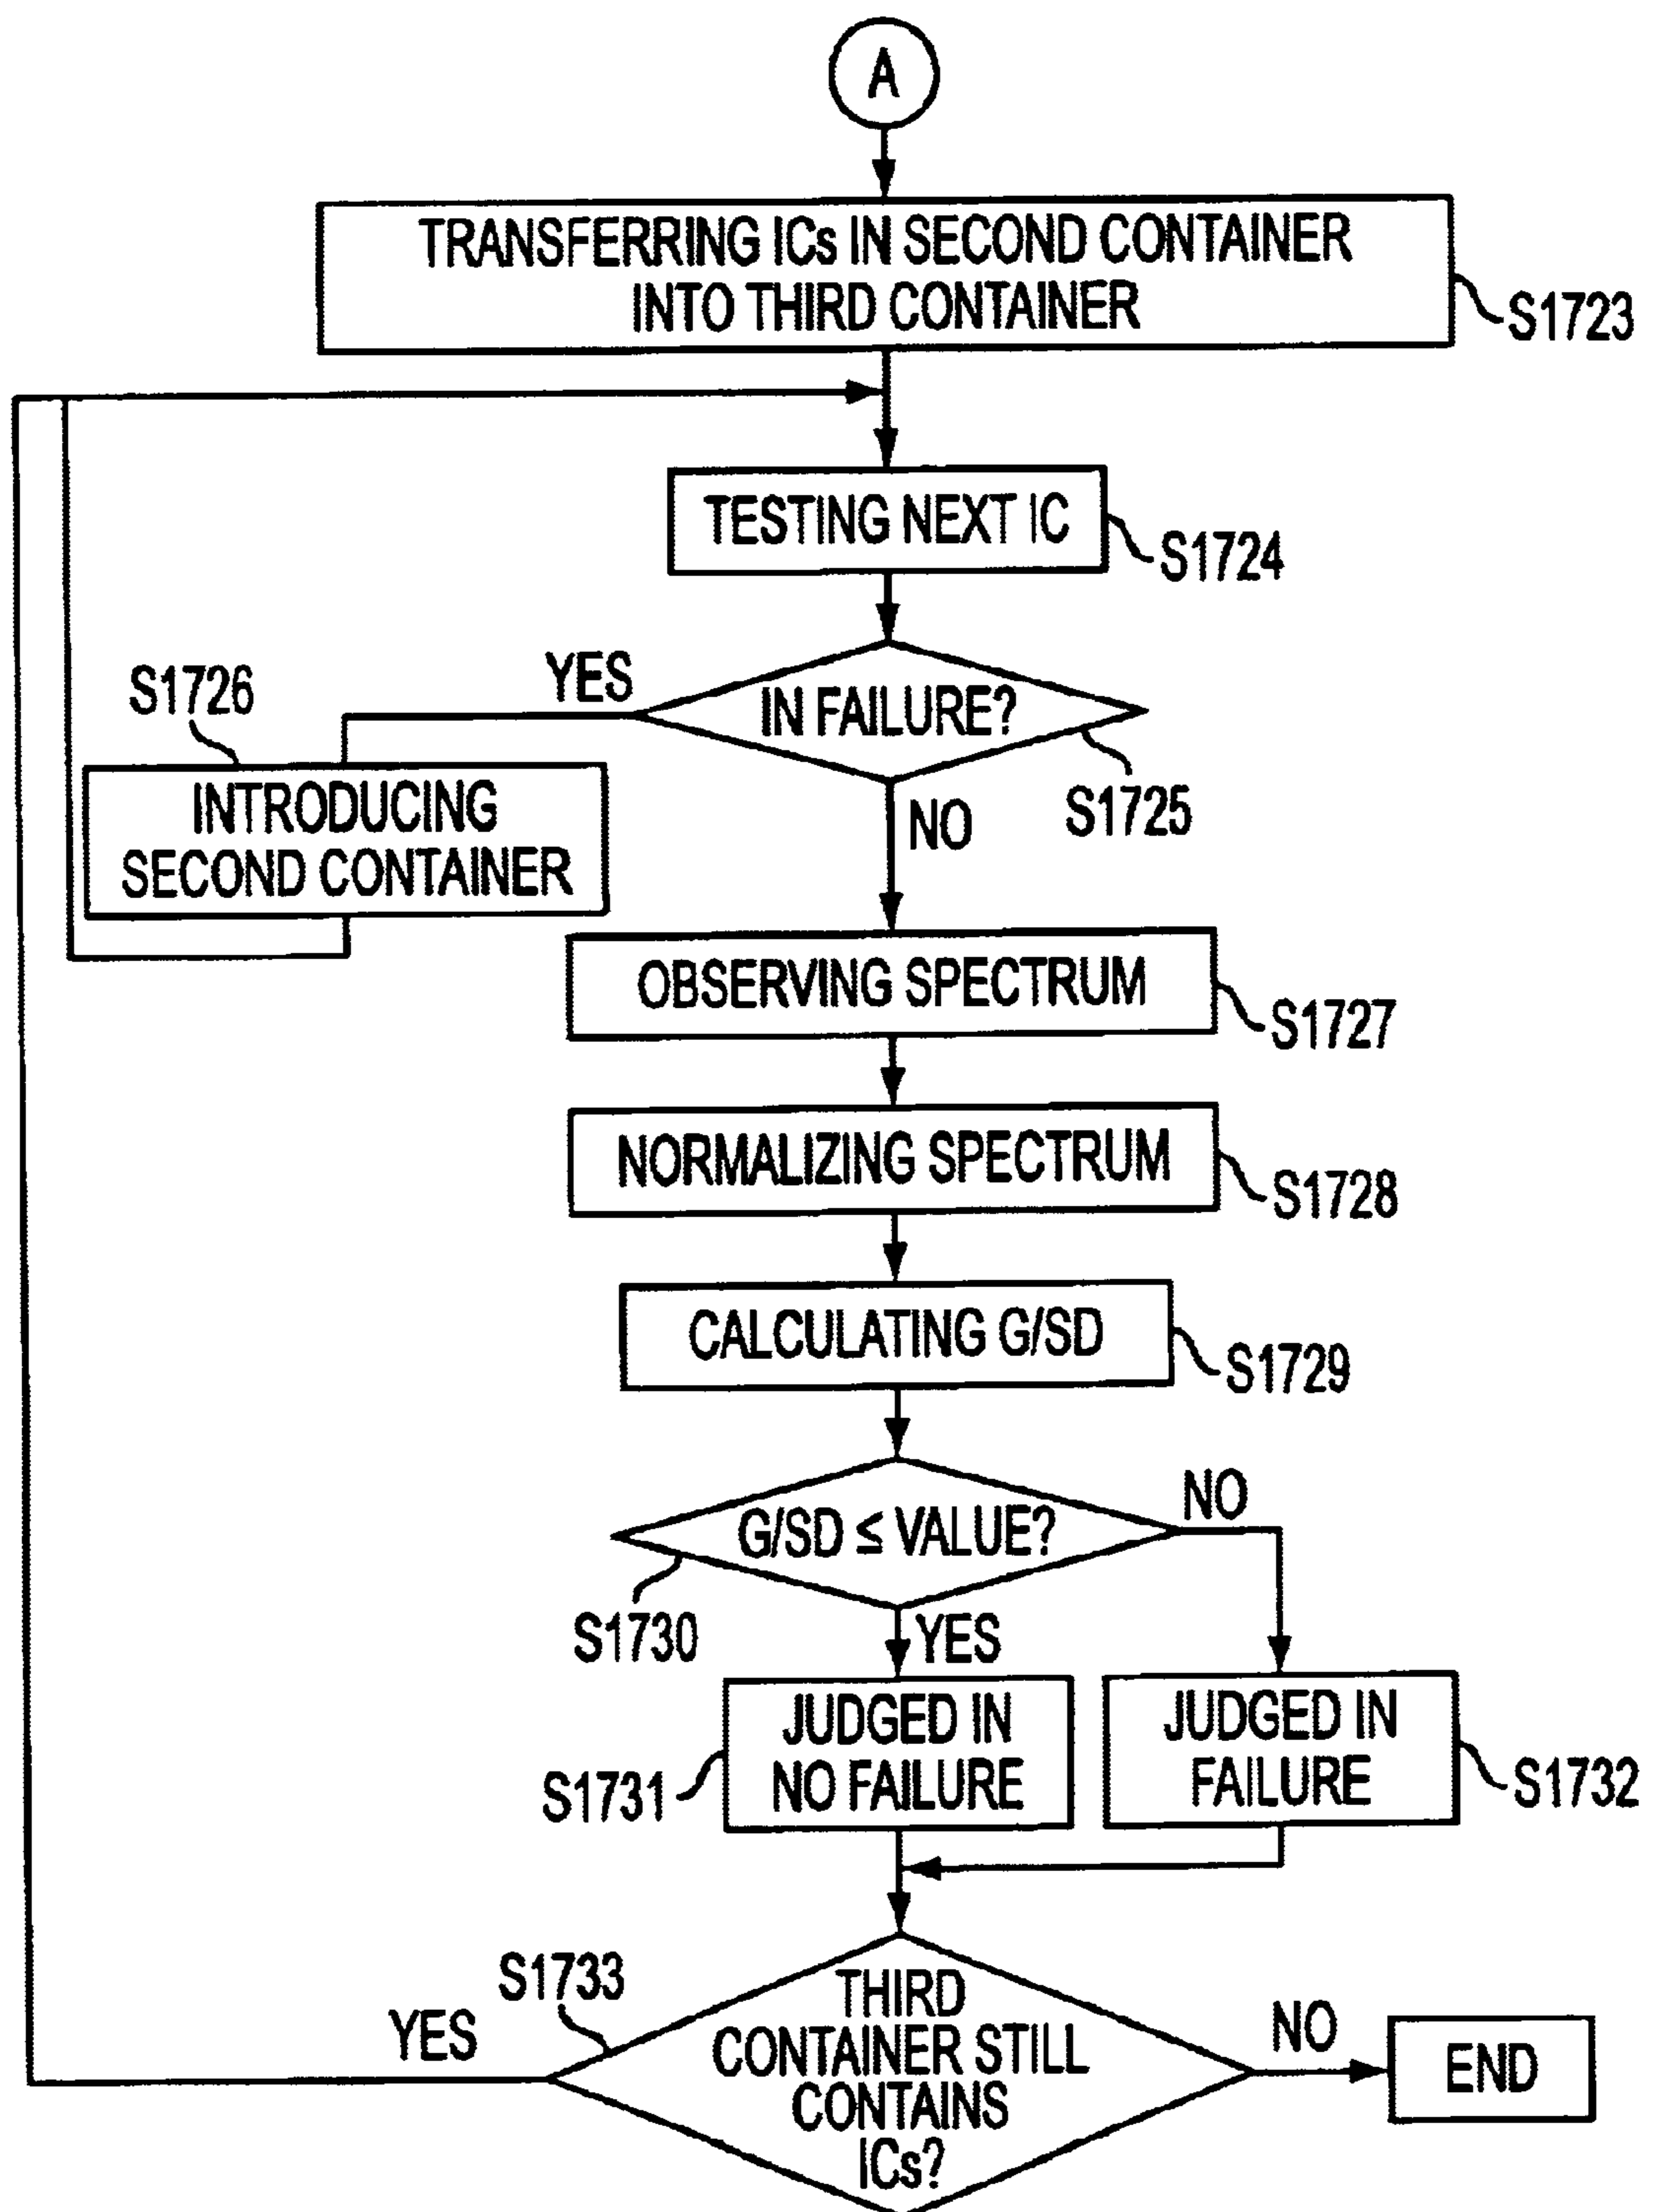 A
TRANSFERRING ICs IN SECOND CONTAINER
INTO THIRD CONTAINER
S1723
TESTING NEXT IC
S1724
IN FAILURE?
YES
S1726
S1725
NO
INTRODUCING
SECOND CONTAINER
OBSERVING SPECTRUM
S1727
NORMALIZING SPECTRUM
S1728
CALCULATING G/SD
S1729
G/SD ≤ VALUE?
NO
S1730
YES
JUDGED IN
NO FAILURE
S1731
JUDGED IN
FAILURE
S1732
S1733
THIRD
CONTAINER STILL
CONTAINS
ICs?
YES
NO
END